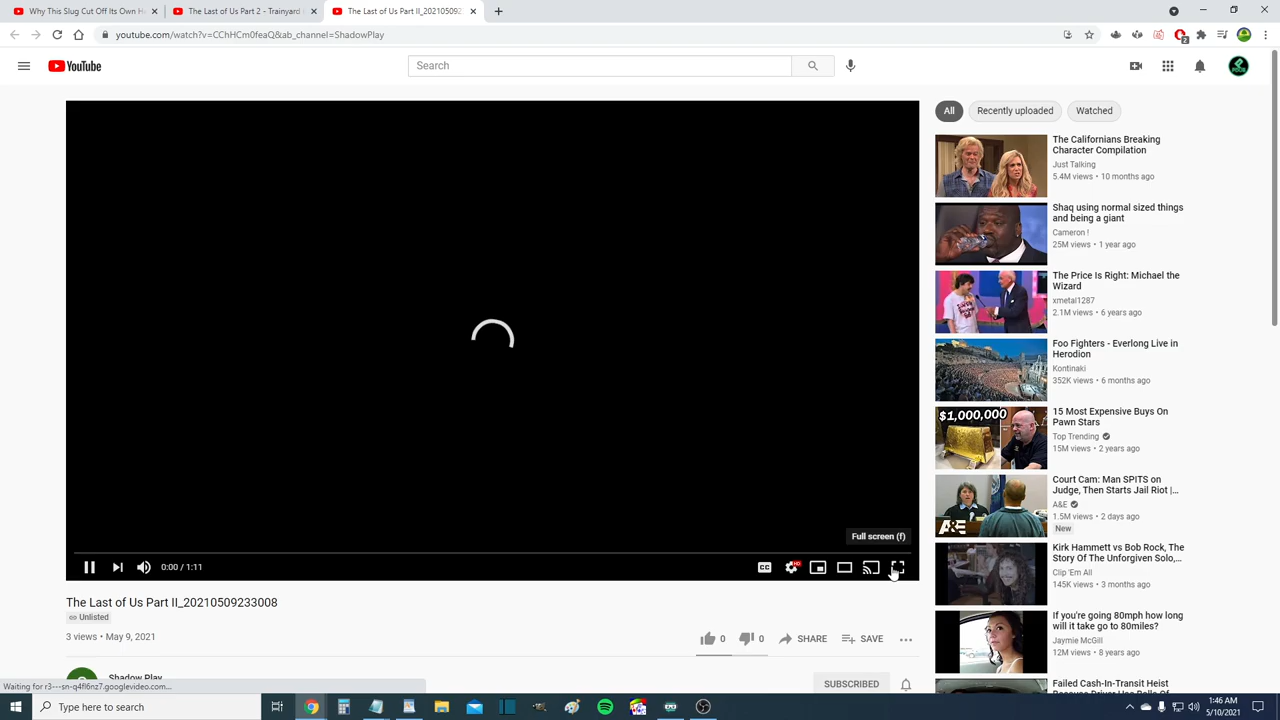 Why This Cut Off Its Own H
The Last of Us Part 2 - Trainyard
The Last of Us Part II_202105092
youtube.com/watch?v=CChHCm0feaQ&ab_channel=ShadowPlay
2
YouTube
Search
All
Recently uploaded
Watched
The Californians Breaking
Character Compilation
Just Talking
5.4M views • 10 months ago
Shaq using normal sized things
and being a giant
Cameron !
25M views • 1 year ago
The Price Is Right: Michael the
Wizard
xmetal1287
2.1M views • 6 years ago
Foo Fighters - Everlong Live in
Herodion
Kontinaki
352K views • 6 months ago
$1,000,000
15 Most Expensive Buys On
Pawn Stars
Top Trending
15M views • 2 years ago
Court Cam: Man SPITS on
Judge, Then Starts Jail Riot |...
A&E
1.5M views • 2 days ago
New
A&E
Kirk Hammett vs Bob Rock, The
Story Of The Unforgiven Solo,...
Clip 'Em All
145K views • 3 months ago
If you're going 80mph how long
will it take go to 80miles?
Jaymie McGill
12M views • 8 years ago
Failed Cash-In-Transit Heist
Full screen (f)
0:00 / 1:11
HD
The Last of Us Part II_20210509233008
Unlisted
3 views • May 9, 2021
0
0
SHARE
SAVE
Shadow Play
SUBSCRIBED
Waiting for r3---sn-q4fl6nz7.googlevideo.com...
Type here to search
1:46 AM
5/10/2021